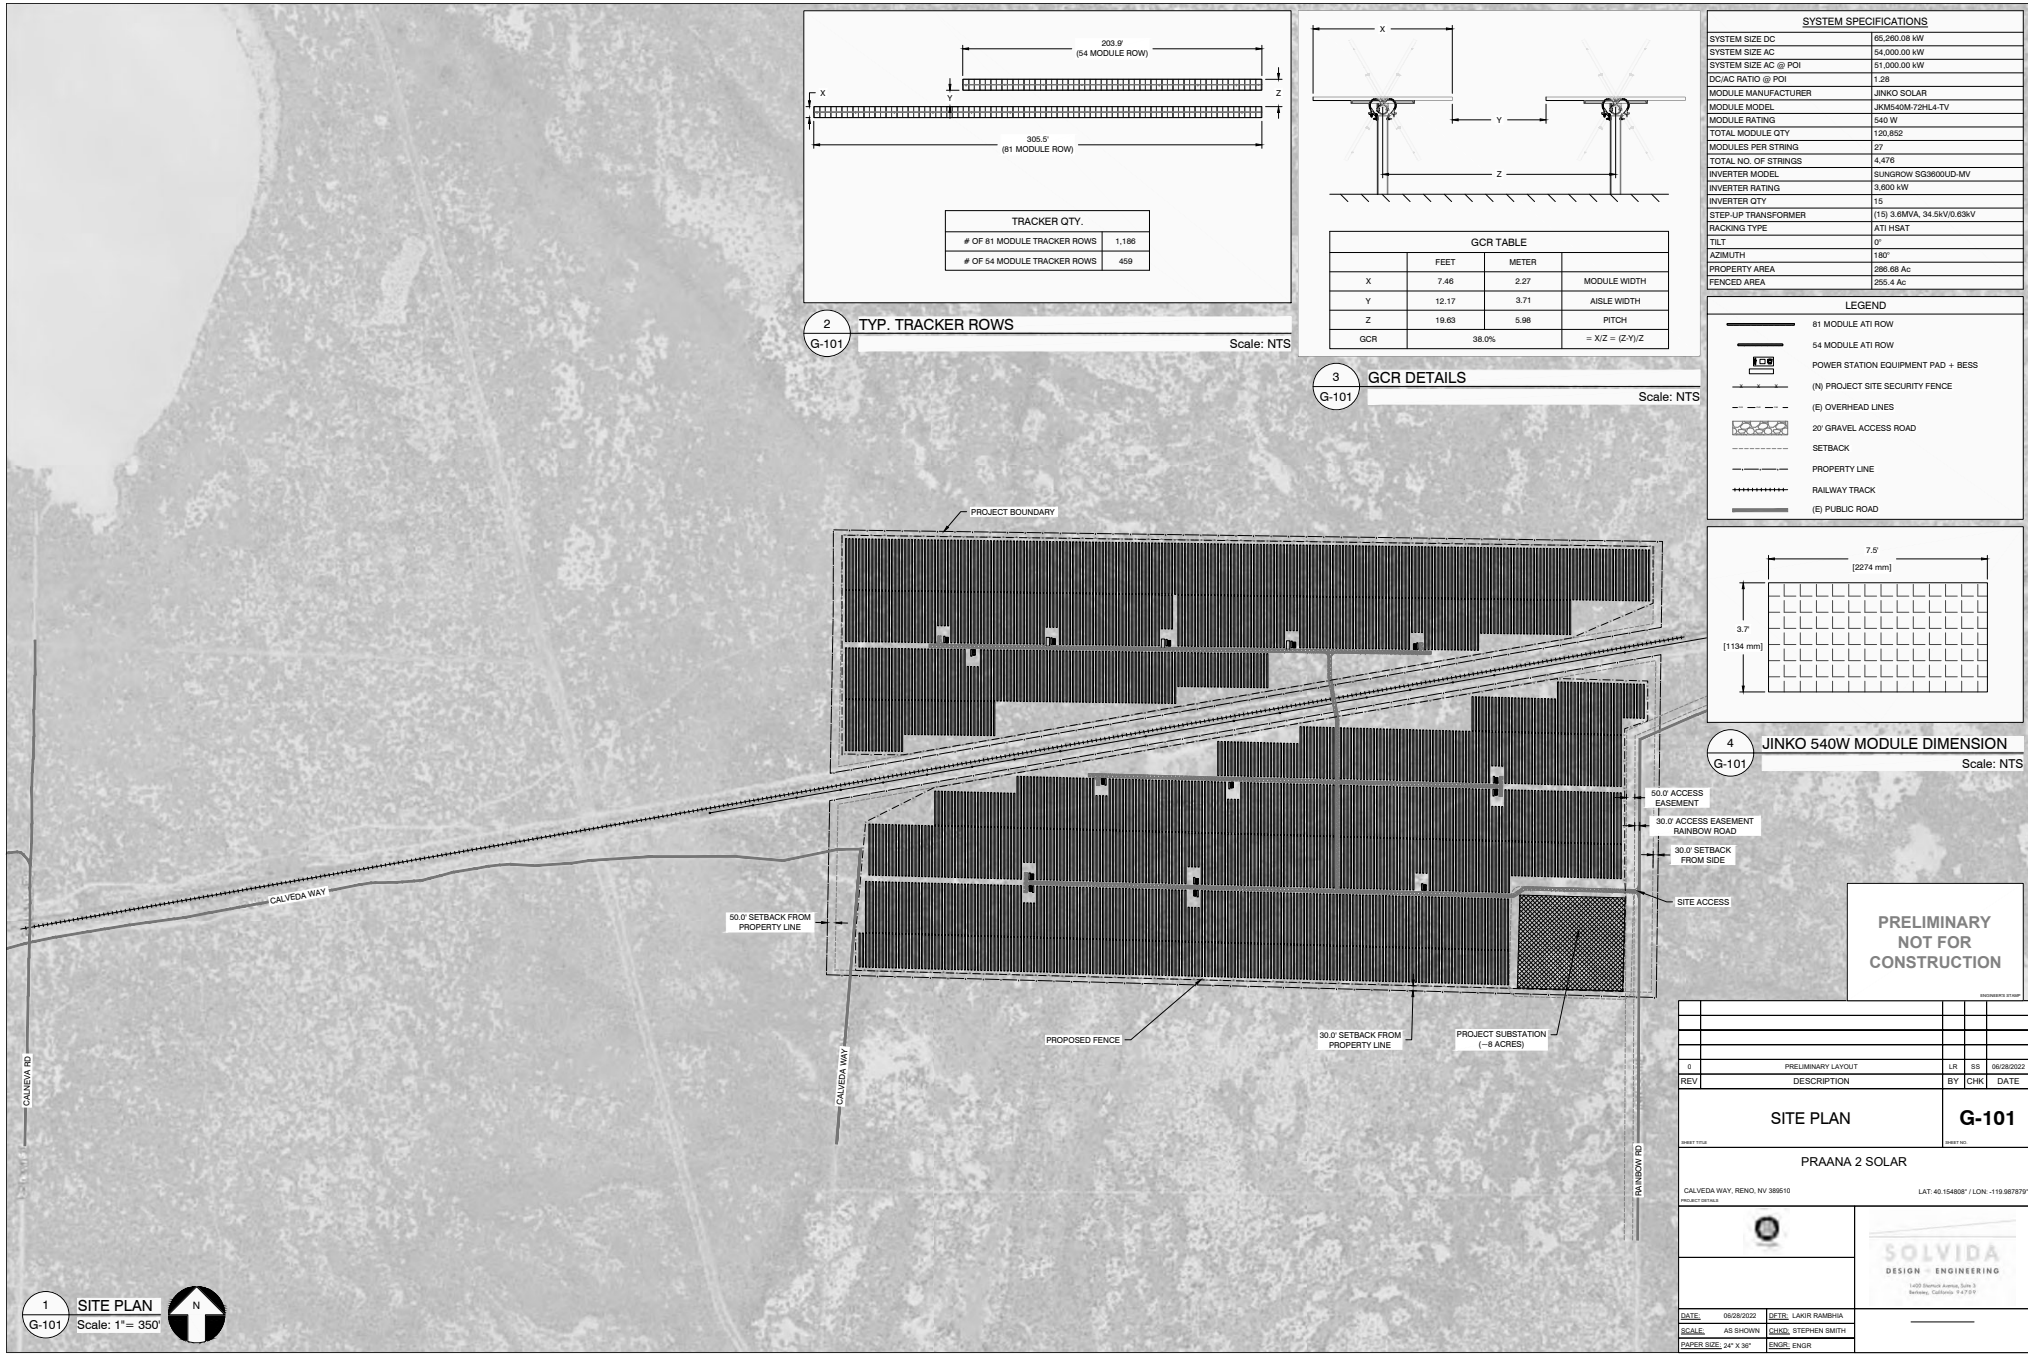 203.9'
(54 MODULE ROW)
X
Y
Z
305.5'
(81 MODULE ROW)
TRACKER QTY.
# OF 81 MODULE TRACKER ROWS 1,186
# OF 54 MODULE TRACKER ROWS 459
2
G-101
TYP. TRACKER ROWS
Scale: NTS
X
Y
Z
GCR TABLE
FEET METER
X 7.46 2.27 MODULE WIDTH
Y 12.17 3.71 AISLE WIDTH
Z 19.63 5.98 PITCH
GCR 38.0% = X/Z = (Z-Y)/Z
3
G-101
GCR DETAILS
Scale: NTS
SYSTEM SPECIFICATIONS
SYSTEM SIZE DC 65,260.08 kW
SYSTEM SIZE AC 54,000.00 kW
SYSTEM SIZE AC @ POI 51,000.00 kW
DC/AC RATIO @ POI 1.28
MODULE MANUFACTURER JINKO SOLAR
MODULE MODEL JKM540M-72HL4-TV
MODULE RATING 540 W
TOTAL MODULE QTY 120,852
MODULES PER STRING 27
TOTAL NO. OF STRINGS 4,476
INVERTER MODEL SUNGROW SG3600UD-MV
INVERTER RATING 3,600 kW
INVERTER QTY 15
STEP-UP TRANSFORMER (15) 3.6MVA, 34.5kV/0.63kV
RACKING TYPE ATI HSAT
TILT 0°
AZIMUTH 180°
PROPERTY AREA 286.68 Ac
FENCED AREA 255.4 Ac
LEGEND
81 MODULE ATI ROW
54 MODULE ATI ROW
POWER STATION EQUIPMENT PAD + BESS
(N) PROJECT SITE SECURITY FENCE
(E) OVERHEAD LINES
20' GRAVEL ACCESS ROAD
SETBACK
PROPERTY LINE
RAILWAY TRACK
(E) PUBLIC ROAD
7.5'
[2274 mm]
3.7'
[1134 mm]
4
G-101
JINKO 540W MODULE DIMENSION
Scale: NTS
PROJECT BOUNDARY
50.0' ACCESS
EASEMENT
30.0' ACCESS EASEMENT
RAINBOW ROAD
30.0' SETBACK
FROM SIDE
SITE ACCESS
CALVEDA WAY
50.0' SETBACK FROM
PROPERTY LINE
PROPOSED FENCE
30.0' SETBACK FROM
PROPERTY LINE
PROJECT SUBSTATION
(~8 ACRES)
CALNEVA RD
CALVEDA WAY
RAINBOW RD
PRELIMINARY
NOT FOR
CONSTRUCTION
ENGINEER'S STAMP
0 PRELIMINARY LAYOUT LR SS 06/28/2022
REV DESCRIPTION BY CHK DATE
SITE PLAN
G-101
SHEET TITLE
SHEET NO.
PRAANA 2 SOLAR
CALVEDA WAY, RENO, NV 389510
LAT: 40.154808° / LON: -119.987879°
PROJECT DETAILS
SOLVIDA
DESIGN + ENGINEERING
Berkeley, California 94709
DATE: 06/28/2022 DFTR: LAKIR RAMBHIA
SCALE: AS SHOWN CHKD: STEPHEN SMITH
PAPER SIZE: 24" X 36" ENGR: ENGR
1
G-101
SITE PLAN
Scale: 1"= 350'
N